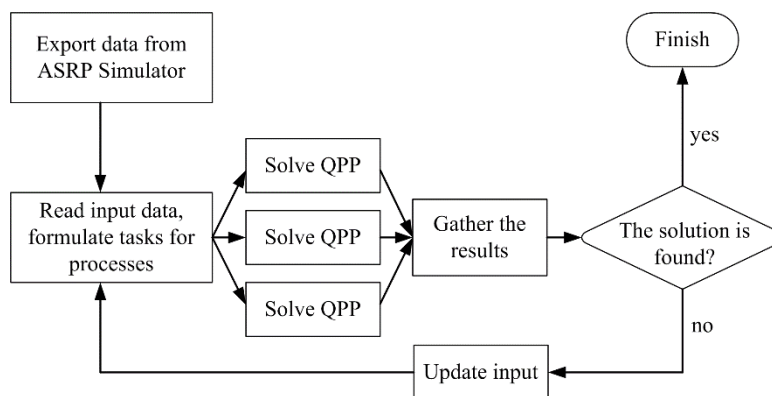 Export data from
ASRP Simulator
Finish
yes
Solve QPP
Read input data,
formulate tasks for
processes
Solve QPP
Gather the
results
The solution is
found?
Solve QPP
no
Update input